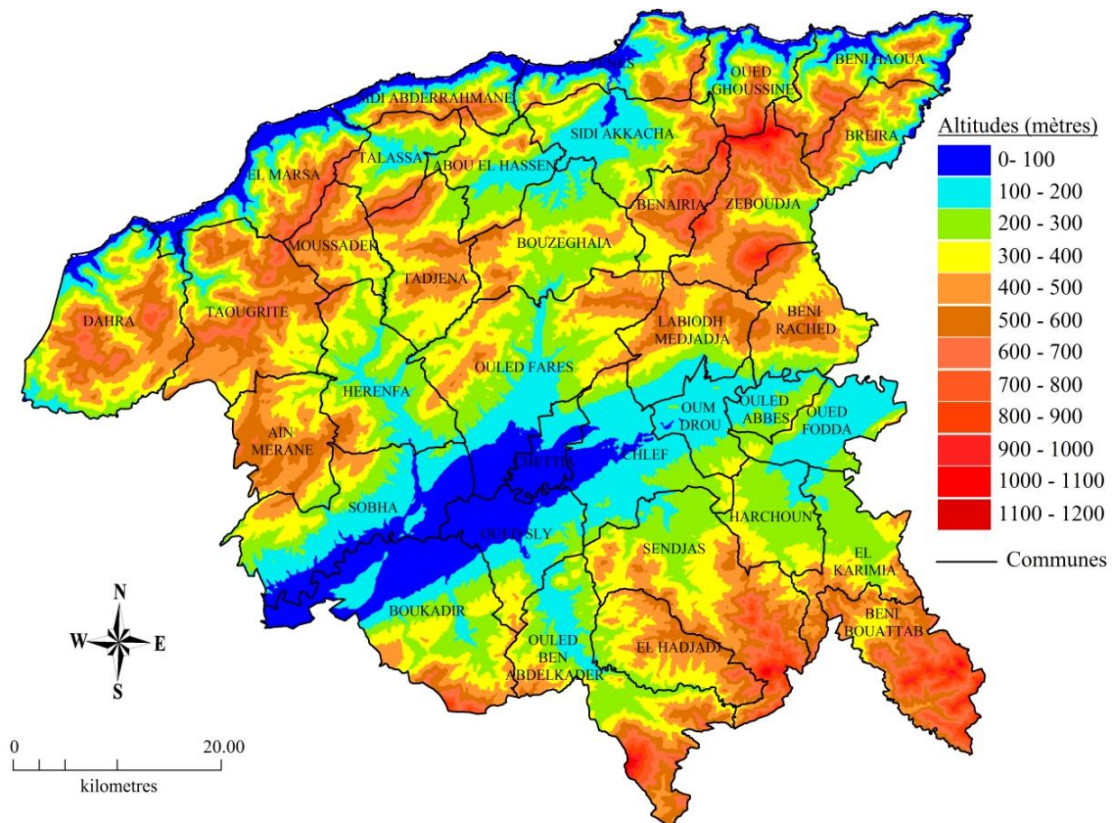 TENES
OUED
GHOUSSINE
BENI HAOUA
SIDI ABDERRAHMANE
SIDI AKKACHA
BREIRA
TALASSA
ABOU EL HASSEN
EL MARSA
BENAIRIA
ZEBOUDJA
MOUSSADEK
BOUZEGHAIA
TADJENA
DAHRA
TAOUGRITE
LABIODH
MEDJADJA
BENI
RACHED
OULED FARES
HERENFA
OUM
DROU
OULED
ABBES
OUED
FODDA
AIN
MERANE
CHETTIA
CHLEF
SOBHA
OUED SLY
HARCHOUN
SENDJAS
EL
KARIMIA
BOUKADIR
BENI
BOUATTAB
OULED
BEN
ABDELKADER
EL HADJADJ
Altitudes (mètres)
0- 100
100 - 200
200 - 300
300 - 400
400 - 500
500 - 600
600 - 700
700 - 800
800 - 900
900 - 1000
1000 - 1100
1100 - 1200
Communes
N
W E
S
0 20.00
kilometres